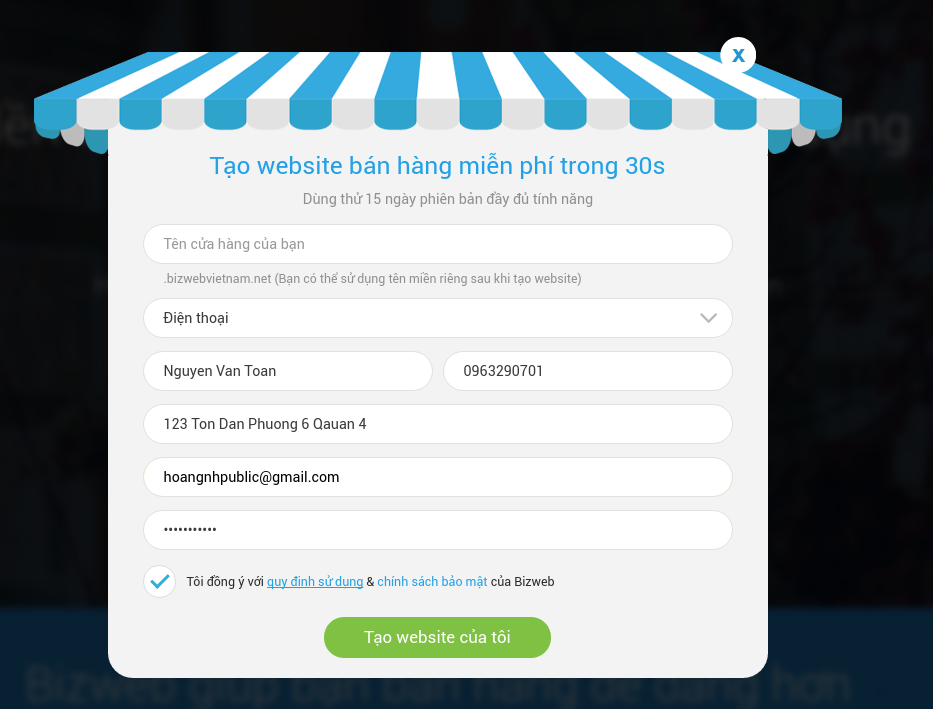 X
Tạo website bán hàng miễn phí trong 30s
Dùng thử 15 ngày phiên bản đầy đủ tính năng
Tên cửa hàng của bạn
.bizwebvietnam.net (Bạn có thể sử dụng tên miền riêng sau khi tạo website)
Điện thoại
Nguyen Van Toan 0963290701
123 Ton Dan Phuong 6 Qauan 4
hoangnhpublic@gmail.com
•••••••••••
Tôi đồng ý với quy định sử dụng & chính sách bảo mật của Bizweb
Tạo website của tôi
Bizweb giúp bạn bán hàng dễ dàng hơn